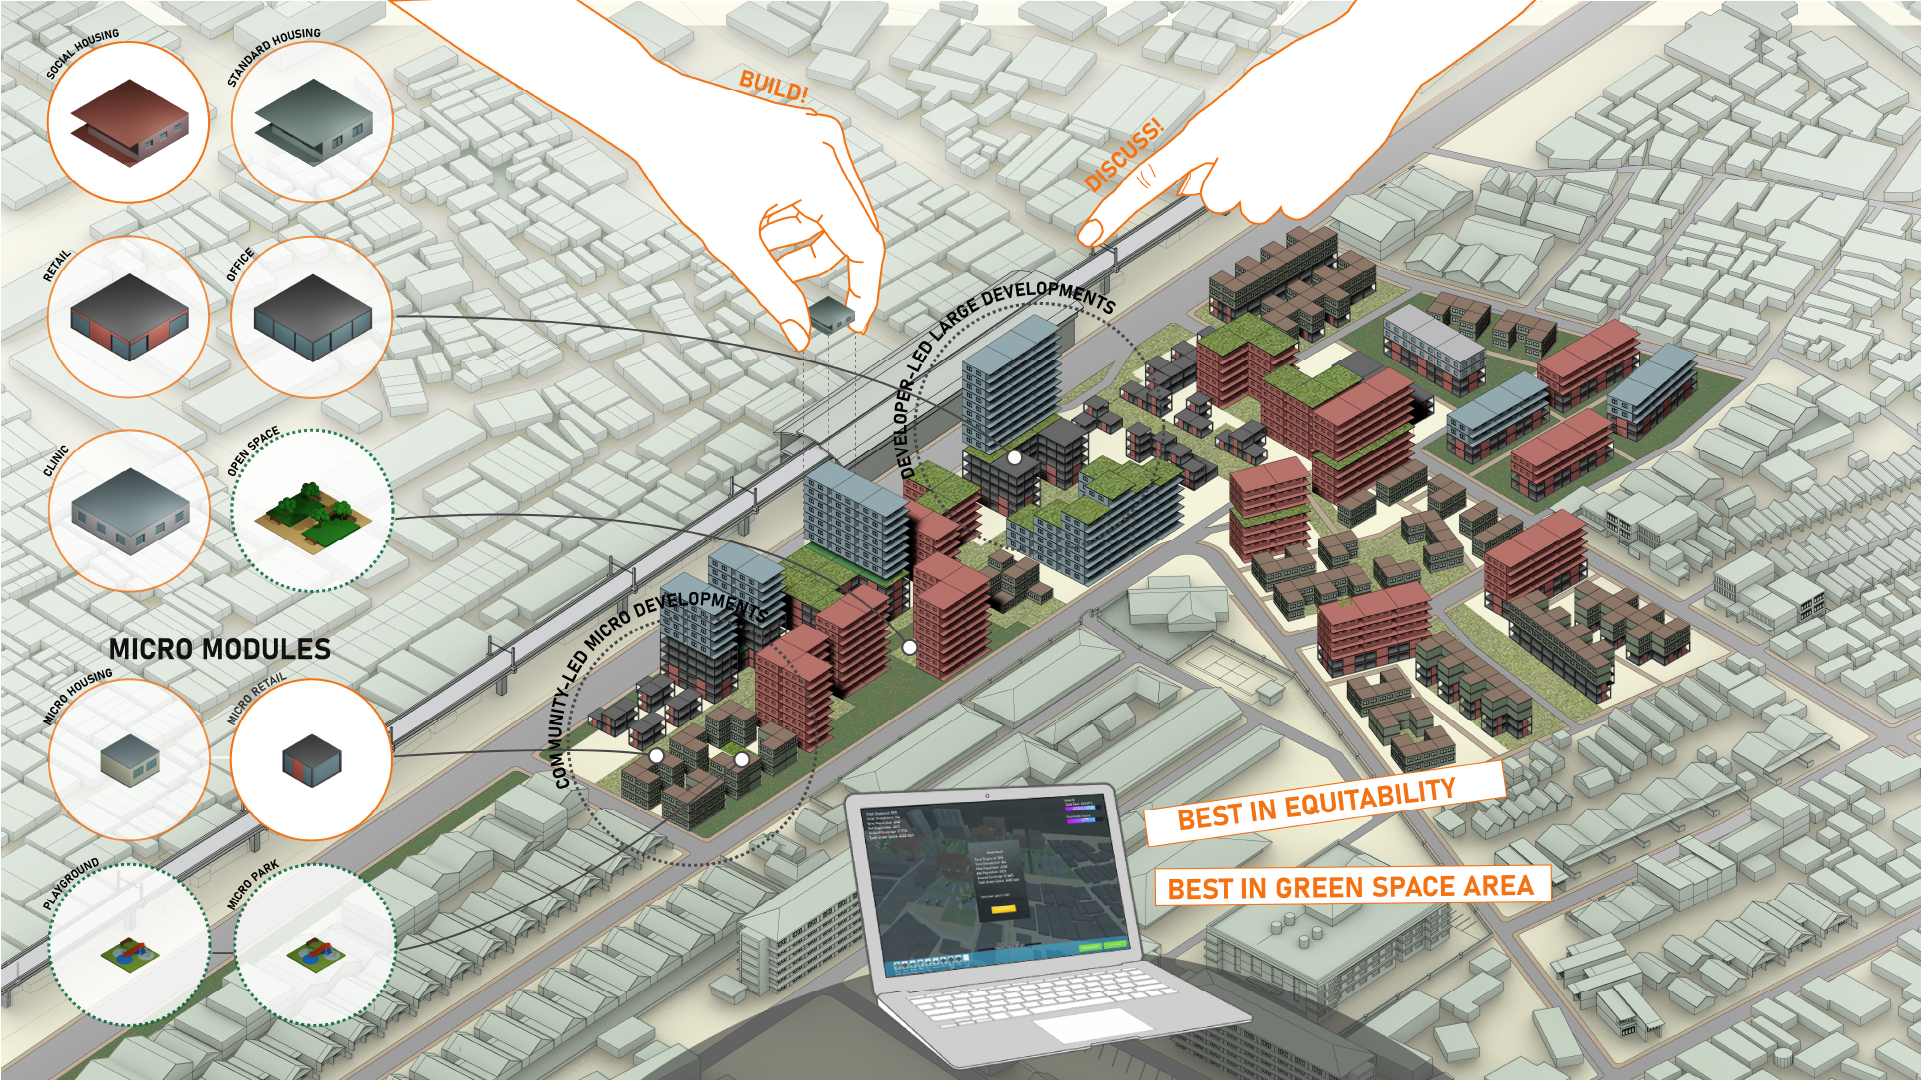 SOCIAL HOUSING
STANDARD HOUSING
BUILD!
DISCUSS!
RETAIL
OFFICE
DEVELOPER-LED LARGE DEVELOPMENTS
CLINIC
OPEN SPACE
MICRO MODULES
COMMUNITY-LED MICRO DEVELOPMENTS
MICRO HOUSING
MICRO RETAIL
PLAYGROUND
MICRO PARK
BEST IN EQUITABILITY
BEST IN GREEN SPACE AREA